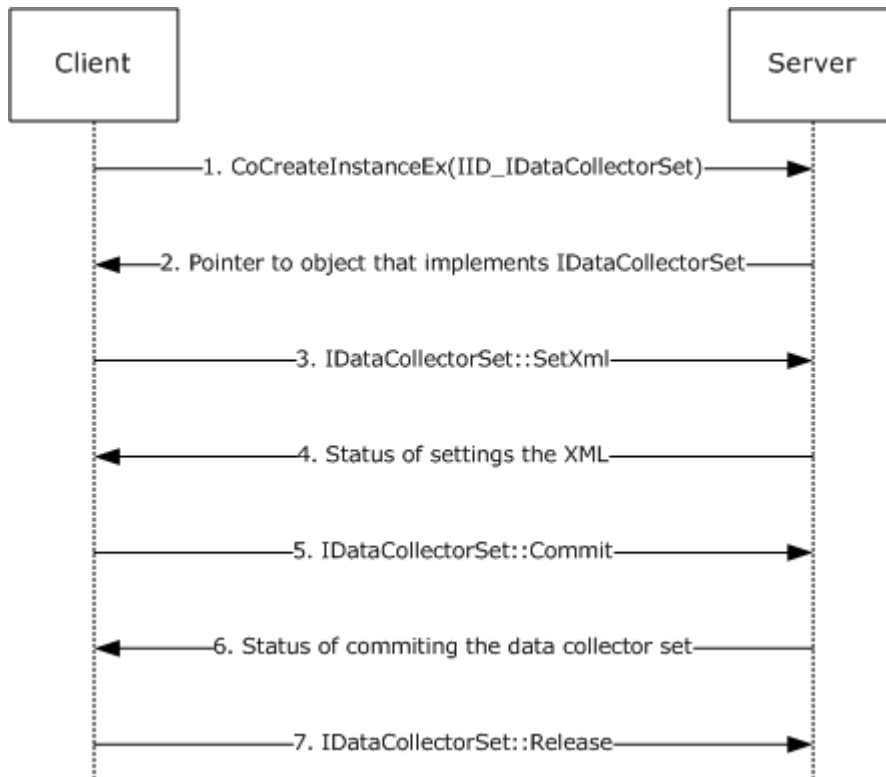 Client
Server
1. CoCreateInstanceEx(IID_IDataCollectorSet)
2. Pointer to object that implements IDataCollectorSet
3. IDataCollectorSet::SetXml
4. Status of settings the XML
5. IDataCollectorSet::Commit
6. Status of commiting the data collector set
7. IDataCollectorSet::Release